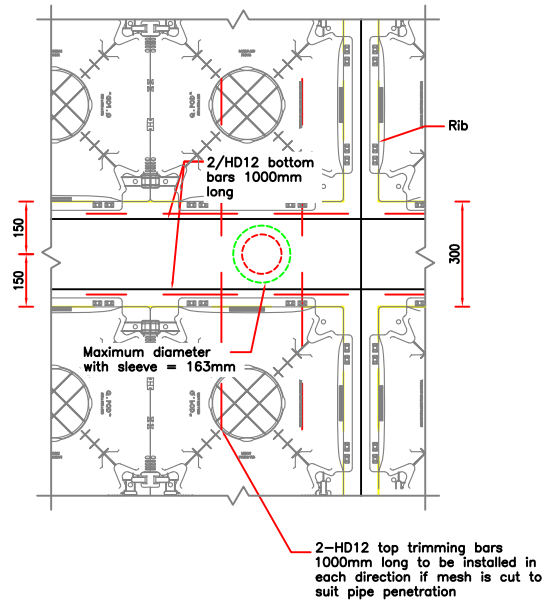 Rib
2/HD12 bottom
bars 1000mm
long
150
150
300
Maximum diameter
with sleeve = 163mm
2-HD12 top trimming bars
1000mm long to be installed in
each direction if mesh is cut to
suit pipe penetration